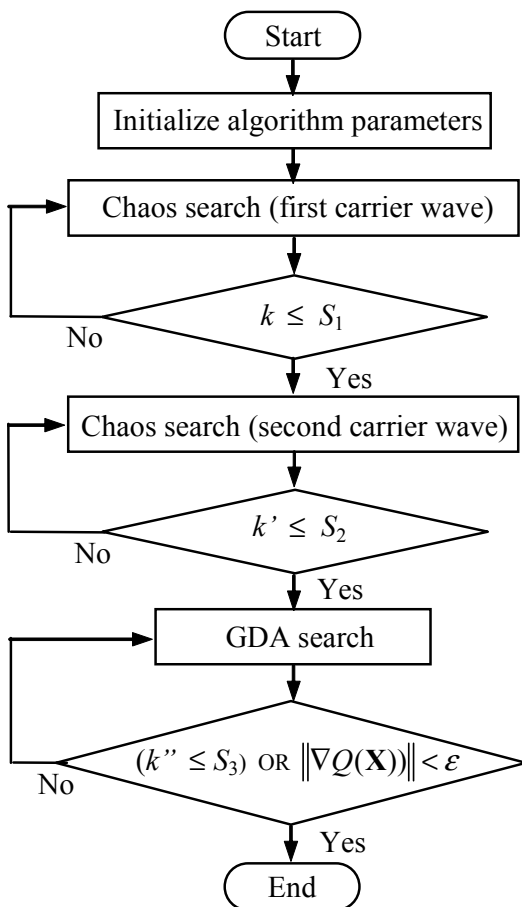 Start
Initialize algorithm parameters
Chaos search (first carrier wave)
k ≤ S₁
No
Yes
Chaos search (second carrier wave)
k’ ≤ S₂
No
Yes
GDA search
(k’’ ≤ S₃) OR ‖∇Q(X))‖ < ε
No
Yes
End